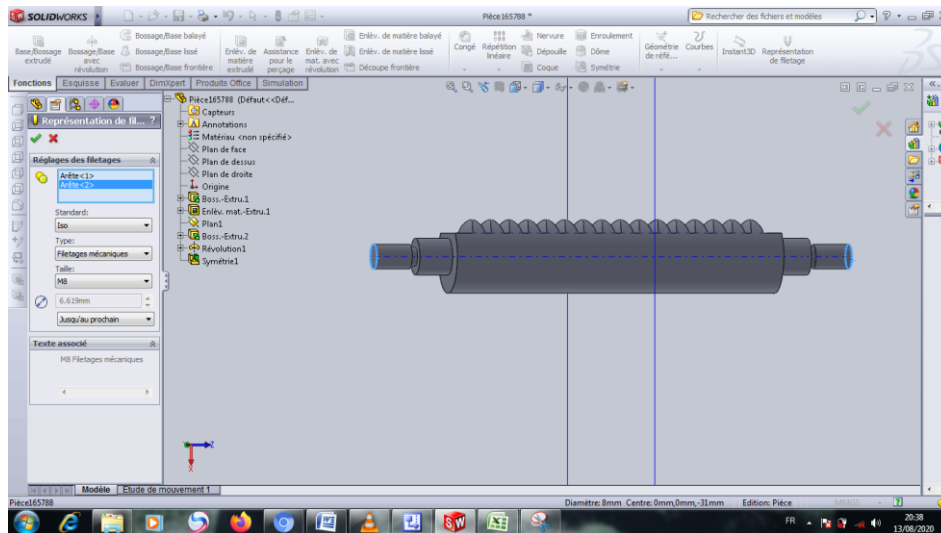 SOLIDWORKS
Pièce165788 *
Rechercher des fichiers et modèles
Base/Bossage extrudé
Bossage/Base avec révolution
Bossage/Base balayé
Bossage/Base lissé
Bossage/Base frontière
Enlèv. de matière extrudé
Assistance pour le perçage
Enlèv. de mat. avec révolution
Enlèv. de matière balayé
Enlèv. de matière lissé
Découpe frontière
Congé
Répétition linéaire
Nervure
Dépouille
Coque
Enroulement
Dôme
Symétrie
Géométrie de réfé...
Courbes
Instant3D
Représentation de filetage
Fonctions
Esquisse
Evaluer
DimXpert
Produits Office
Simulation
Représentation de fil... ?
Réglages des filetages
Arête<1>
Arête<2>
Standard:
Iso
Type:
Filetages mécaniques
Taille:
M8
6.619mm
Jusqu'au prochain
Texte associé
M8 Filetages mécaniques
Pièce165788 (Défaut<<Déf...
Capteurs
Annotations
Matériau <non spécifié>
Plan de face
Plan de dessus
Plan de droite
Origine
Boss.-Extru.1
Enlèv. mat.-Extru.1
Plan1
Boss.-Extru.2
Révolution1
Symétrie1
Z
X
Modèle
Etude de mouvement 1
Pièce165788
Diamètre: 8mm Centre: 0mm,0mm,-31mm
Edition: Pièce
MMGS
FR
20:38
13/08/2020